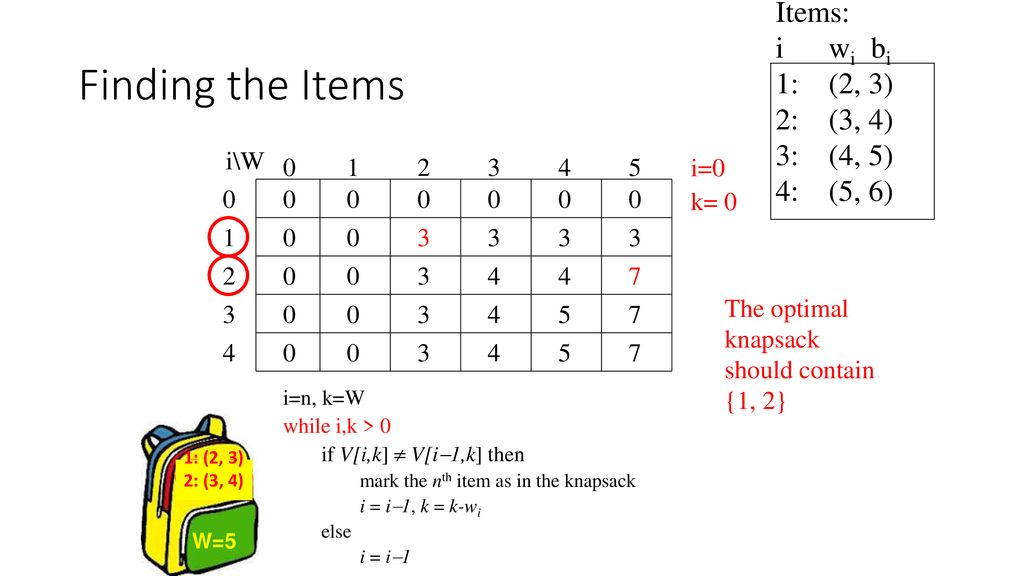 Finding the Items
Items:
i wi bi
1: (2, 3)
2: (3, 4)
3: (4, 5)
4: (5, 6)
i\W 0 1 2 3 4 5
0 0 0 0 0 0 0
1 0 0 3 3 3 3
2 0 0 3 4 4 7
3 0 0 3 4 5 7
4 0 0 3 4 5 7
i=0
k= 0
The optimal
knapsack
should contain
{1, 2}
i=n, k=W
while i,k > 0
if V[i,k] ≠ V[i−1,k] then
mark the nth item as in the knapsack
i = i−1, k = k-wi
else
i = i−1
1: (2, 3)
2: (3, 4)
W=5